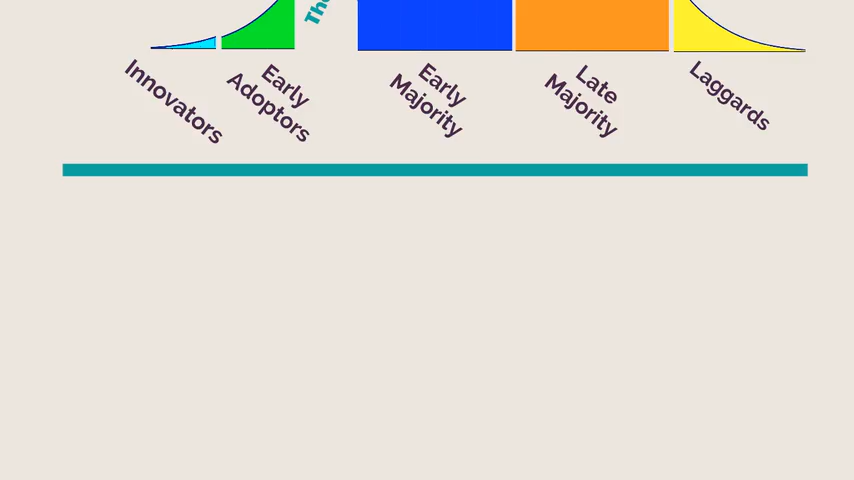 Innovators
Early
Adoptors
Early
Majority
Late
Majority
Laggards